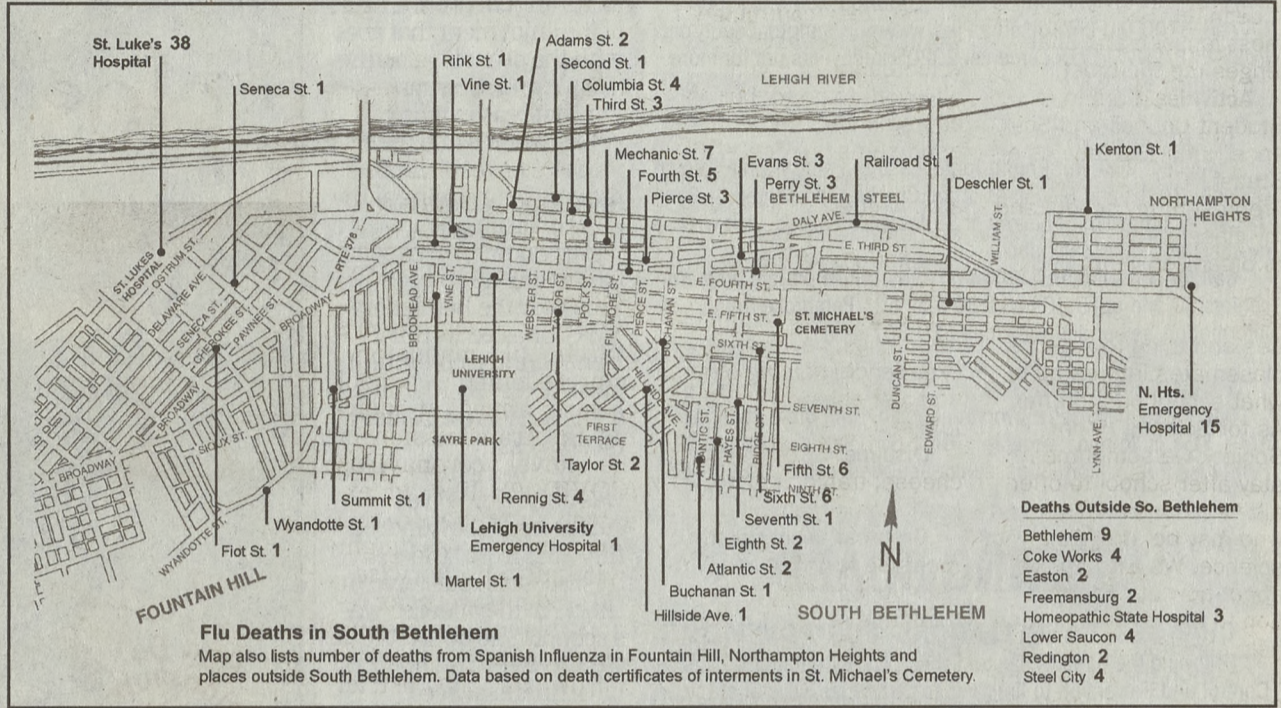 St. Luke's 38
Hospital
Seneca St. 1
Rink St. 1
Vine St. 1
Adams St. 2
Second St. 1
Columbia St. 4
Third St. 3
LEHIGH RIVER
Mechanic St. 7
Fourth St. 5
Pierce St. 3
Evans St. 3
Perry St. 3
Railroad St. 1
Deschler St. 1
Kenton St. 1
BETHLEHEM STEEL
NORTHAMPTON
HEIGHTS
DALY AVE.
E. THIRD ST.
WILLIAM ST.
ST. LUKES
HOSPITAL
OSTRUM ST.
DELAWARE AVE
SENECA ST.
CHEROKEE ST.
PAWNEE ST.
BROADWAY
RTE 378
BRODHEAD AVE.
VINE ST.
WEBSTER ST.
TAYLOR ST.
POLK ST.
FILLMORE ST.
PIERCE ST.
BUCHANAN ST.
E. FOURTH ST.
E. FIFTH ST.
ST. MICHAEL'S
CEMETERY
SIXTH ST.
LEHIGH
UNIVERSITY
HILLSIDE AVE.
DUNCAN ST.
EDWARD ST.
LYNN AVE.
N. Hts.
Emergency
Hospital 15
BROADWAY
SIOUX ST.
BROADWAY
SAYRE PARK
FIRST
TERRACE
ATLANTIC ST.
HAYES ST.
SEVENTH ST.
EIGHTH ST.
NINTH ST.
WYANDOTTE ST.
Fiot St. 1
Wyandotte St. 1
Summit St. 1
Martel St. 1
Lehigh University
Emergency Hospital 1
Rennig St. 4
Taylor St. 2
Fifth St. 6
Sixth St. 6
Seventh St. 1
Eighth St. 2
Atlantic St. 2
Buchanan St. 1
Hillside Ave. 1
N
FOUNTAIN HILL
SOUTH BETHLEHEM
Deaths Outside So. Bethlehem
Bethlehem 9
Coke Works 4
Easton 2
Freemansburg 2
Homeopathic State Hospital 3
Lower Saucon 4
Redington 2
Steel City 4
Flu Deaths in South Bethlehem
Map also lists number of deaths from Spanish Influenza in Fountain Hill, Northampton Heights and
places outside South Bethlehem. Data based on death certificates of interments in St. Michael's Cemetery.